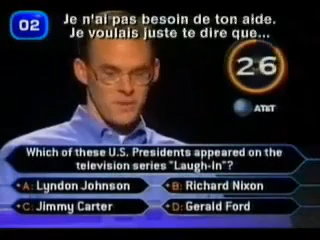 02
Je n'ai pas besoin de ton aide.
Je voulais juste te dire que...
26
AT&T
Which of these U.S. Presidents appeared on the
television series "Laugh-In"?
A: Lyndon Johnson
B: Richard Nixon
C: Jimmy Carter
D: Gerald Ford